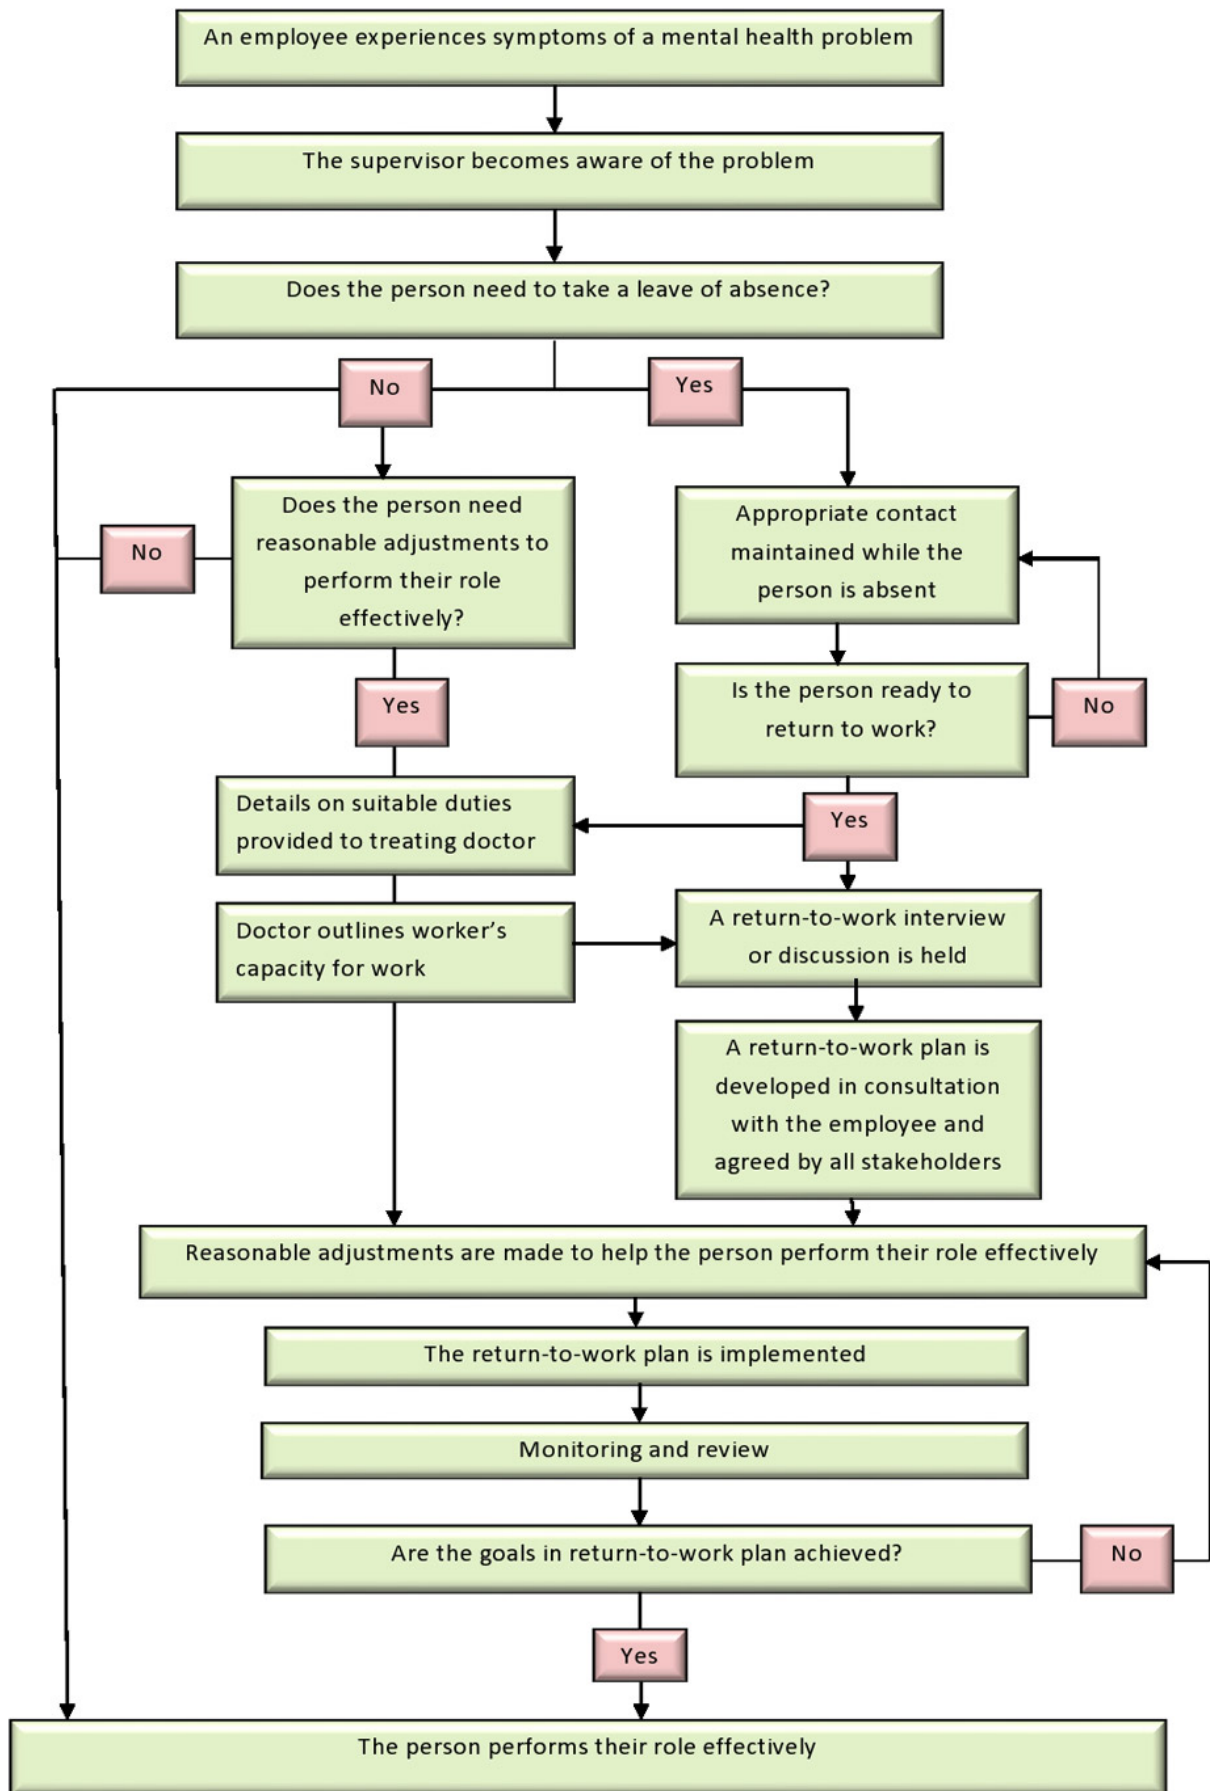 An employee experiences symptoms of a mental health problem
The supervisor becomes aware of the problem
Does the person need to take a leave of absence?
No
Yes
Does the person need
reasonable adjustments to
perform their role
effectively?
No
Appropriate contact
maintained while the
person is absent
Yes
Is the person ready to
return to work?
No
Details on suitable duties
provided to treating doctor
Yes
Doctor outlines worker's
capacity for work
A return-to-work interview
or discussion is held
A return-to-work plan is
developed in consultation
with the employee and
agreed by all stakeholders
Reasonable adjustments are made to help the person perform their role effectively
The return-to-work plan is implemented
Monitoring and review
Are the goals in return-to-work plan achieved?
No
Yes
The person performs their role effectively